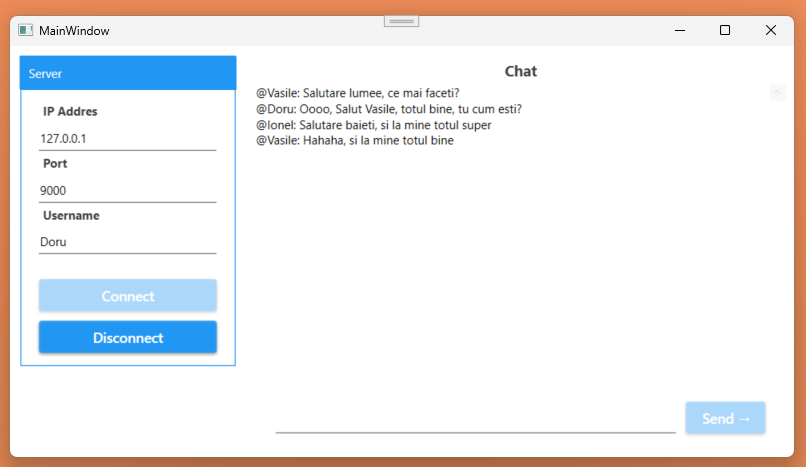 MainWindow
Server
IP Addres
127.0.0.1
Port
9000
Username
Doru
Connect
Disconnect
Chat
@Vasile: Salutare lumee, ce mai faceti?
@Doru: Oooo, Salut Vasile, totul bine, tu cum esti?
@Ionel: Salutare baieti, si la mine totul super
@Vasile: Hahaha, si la mine totul bine
Send →